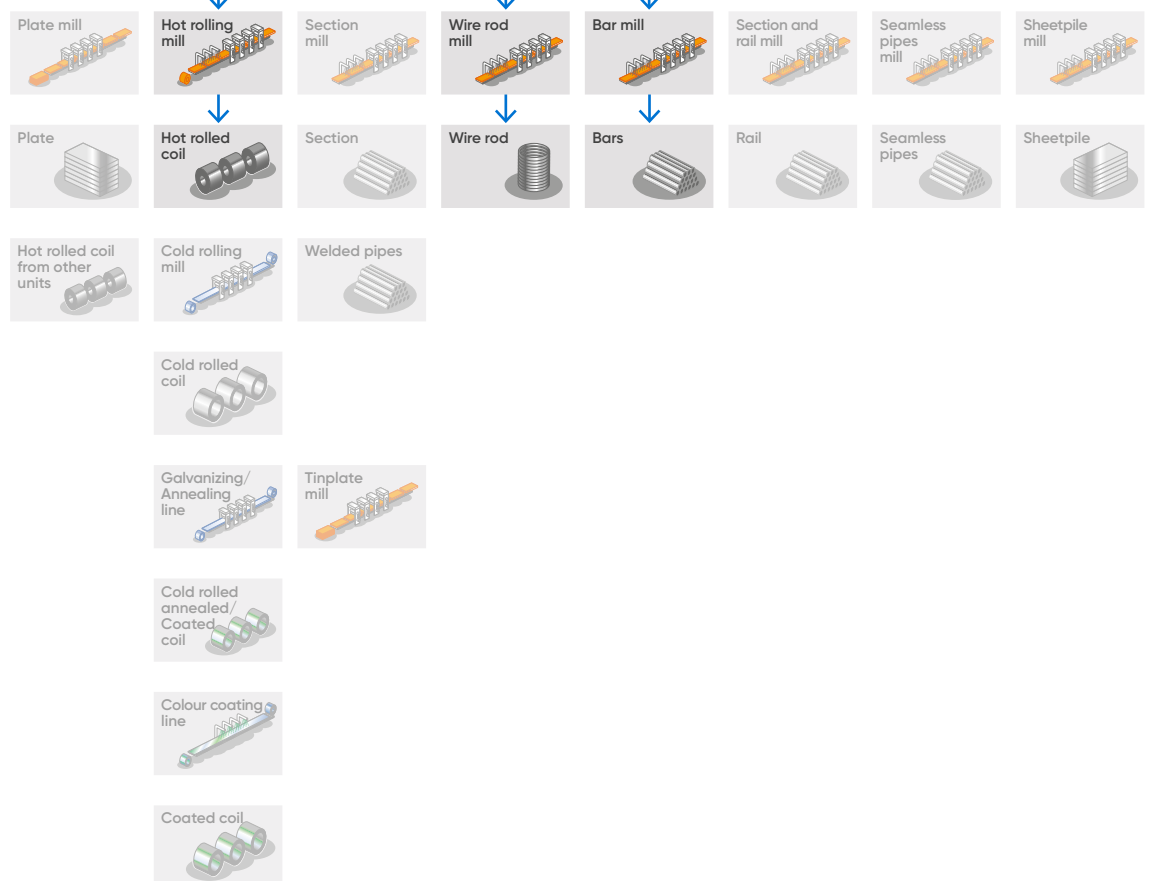 Plate mill
Hot rolling
mill
Section
mill
Wire rod
mill
Bar mill
Section and
rail mill
Seamless
pipes
mill
Sheetpile
mill
Plate
Hot rolled
coil
Section
Wire rod
Bars
Rail
Seamless
pipes
Sheetpile
Hot rolled coil
from other
units
Cold rolling
mill
Welded pipes
Cold rolled
coil
Galvanizing/
Annealing
line
Tinplate
mill
Cold rolled
annealed/
Coated
coil
Colour coating
line
Coated coil